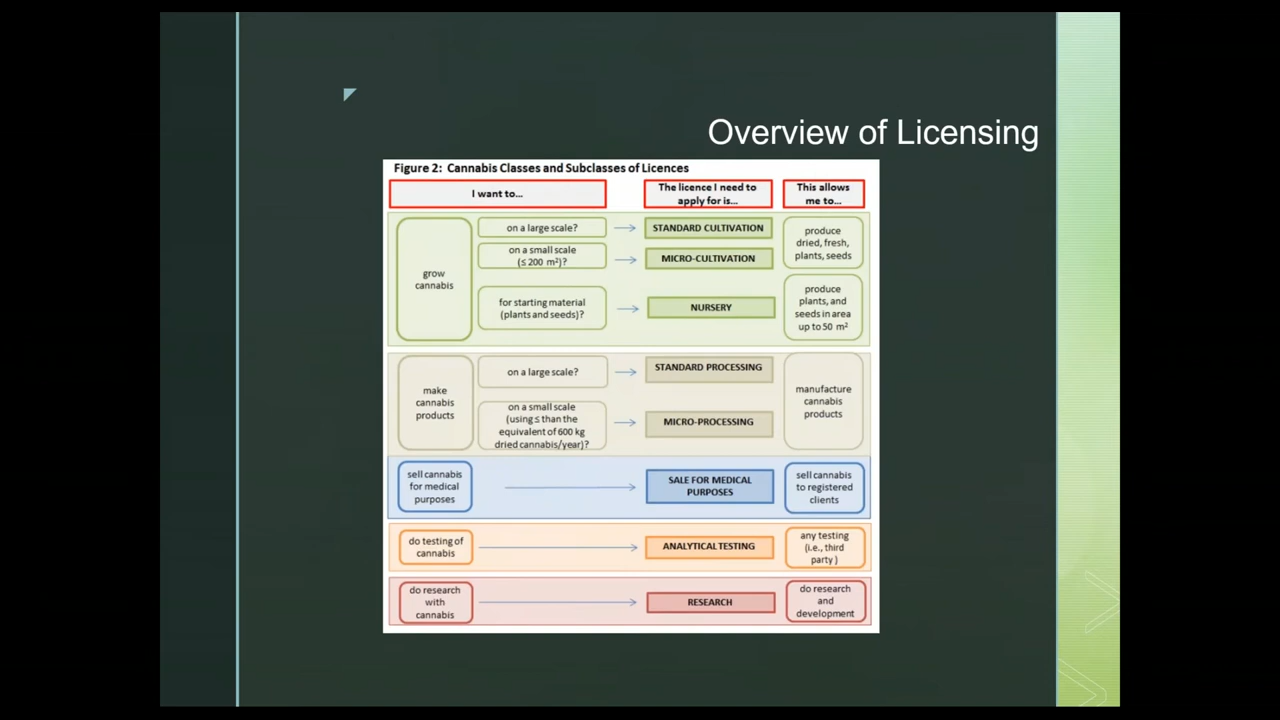 Overview of Licensing
Figure 2: Cannabis Classes and Subclasses of Licences
I want to...
The licence I need to
apply for is...
This allows
me to...
grow
cannabis
on a large scale?
STANDARD CULTIVATION
on a small scale
(≤ 200 m²)?
MICRO-CULTIVATION
produce
dried, fresh,
plants, seeds
for starting material
(plants and seeds)?
NURSERY
produce
plants, and
seeds in area
up to 50 m²
make
cannabis
products
on a large scale?
STANDARD PROCESSING
on a small scale
(using ≤ than the
equivalent of 600 kg
dried cannabis/year)?
MICRO-PROCESSING
manufacture
cannabis
products
sell cannabis
for medical
purposes
SALE FOR MEDICAL
PURPOSES
sell cannabis
to registered
clients
do testing of
cannabis
ANALYTICAL TESTING
any testing
(i.e., third
party )
do research
with
cannabis
RESEARCH
do research
and
development